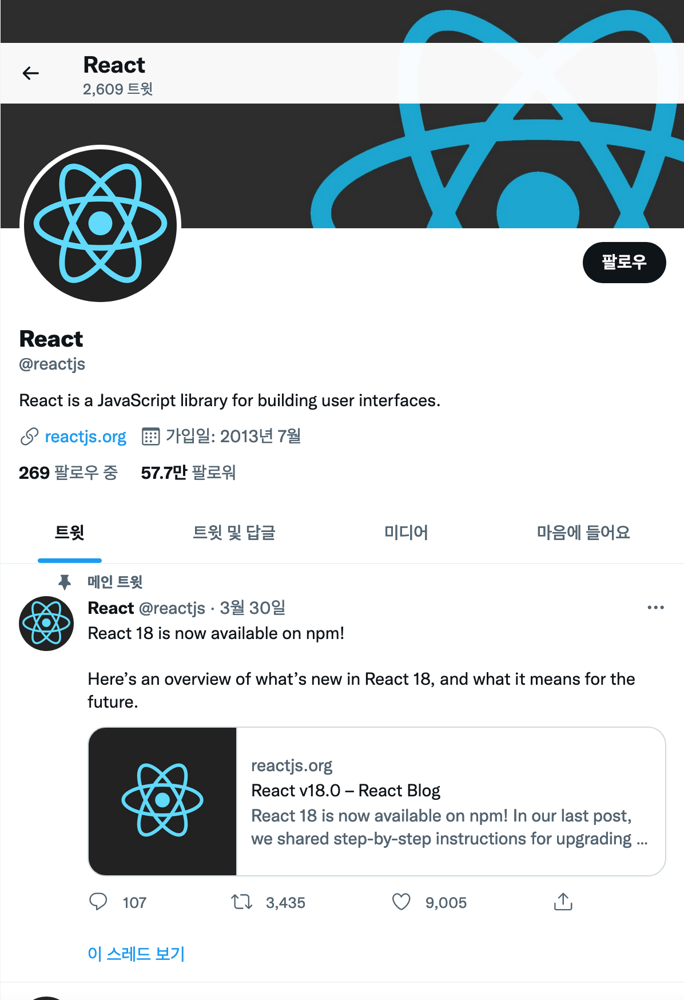 React
2,609 트윗
팔로우
React
@reactjs
React is a JavaScript library for building user interfaces.
reactjs.org 가입일: 2013년 7월
269 팔로우 중 57.7만 팔로워
트윗 트윗 및 답글 미디어 마음에 들어요
메인 트윗
React @reactjs · 3월 30일
React 18 is now available on npm!
Here’s an overview of what’s new in React 18, and what it means for the
future.
reactjs.org
React v18.0 – React Blog
React 18 is now available on npm! In our last post,
we shared step-by-step instructions for upgrading ...
107 3,435 9,005
이 스레드 보기